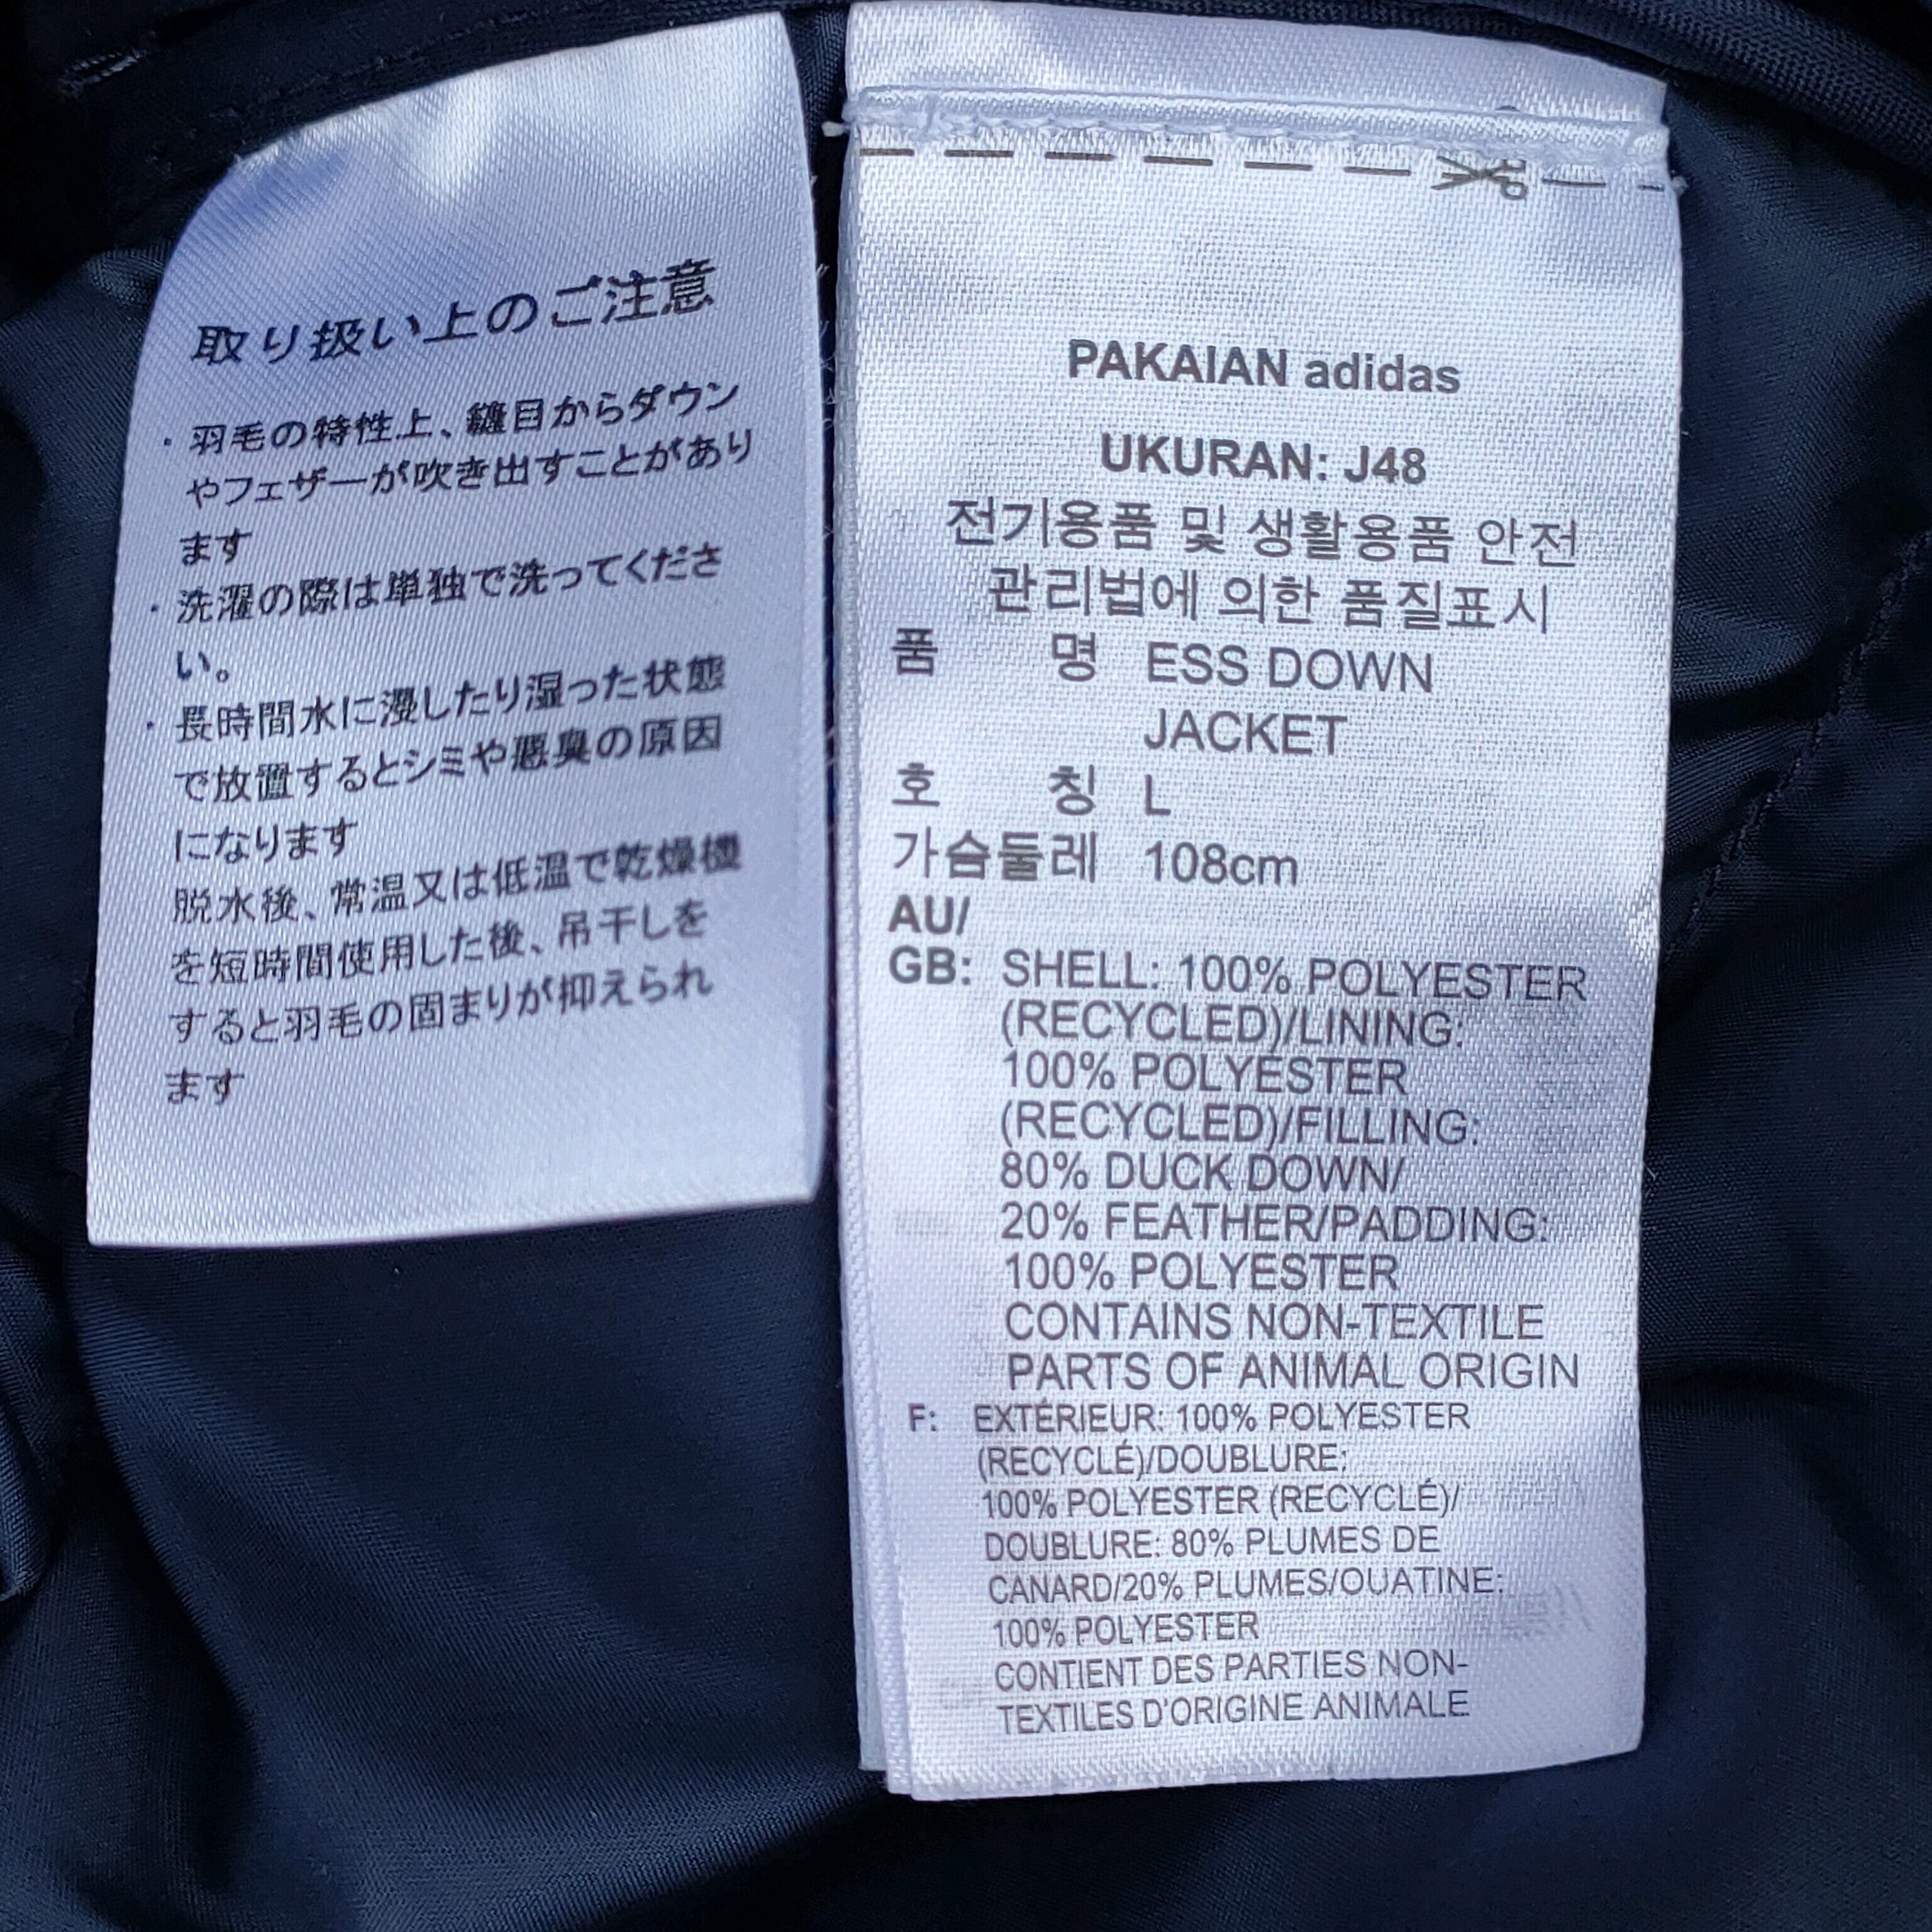 取り扱い上のご注意
・羽毛の特性上、縫目からダウン
やフェザーが吹き出すことがあり
ます
・洗濯の際は単独で洗ってくださ
い。
・長時間水に浸したり湿った状態
で放置するとシミや悪臭の原因
になります
脱水後、常温又は低温で乾燥機
を短時間使用した後、吊干しを
すると羽毛の固まりが抑えられ
ます
PAKAIAN adidas
UKURAN: J48
전기용품 및 생활용품 안전
관리법에 의한 품질표시
품 명 ESS DOWN
JACKET
호 칭 L
가슴둘레 108cm
AU/
GB: SHELL: 100% POLYESTER
(RECYCLED)/LINING:
100% POLYESTER
(RECYCLED)/FILLING:
80% DUCK DOWN/
20% FEATHER/PADDING:
100% POLYESTER
CONTAINS NON-TEXTILE
PARTS OF ANIMAL ORIGIN
F: EXTÉRIEUR: 100% POLYESTER
(RECYCLÉ)/DOUBLURE:
100% POLYESTER (RECYCLÉ)/
DOUBLURE: 80% PLUMES DE
CANARD/20% PLUMES/OUATINE:
100% POLYESTER
CONTIENT DES PARTIES NON-
TEXTILES D'ORIGINE ANIMALE